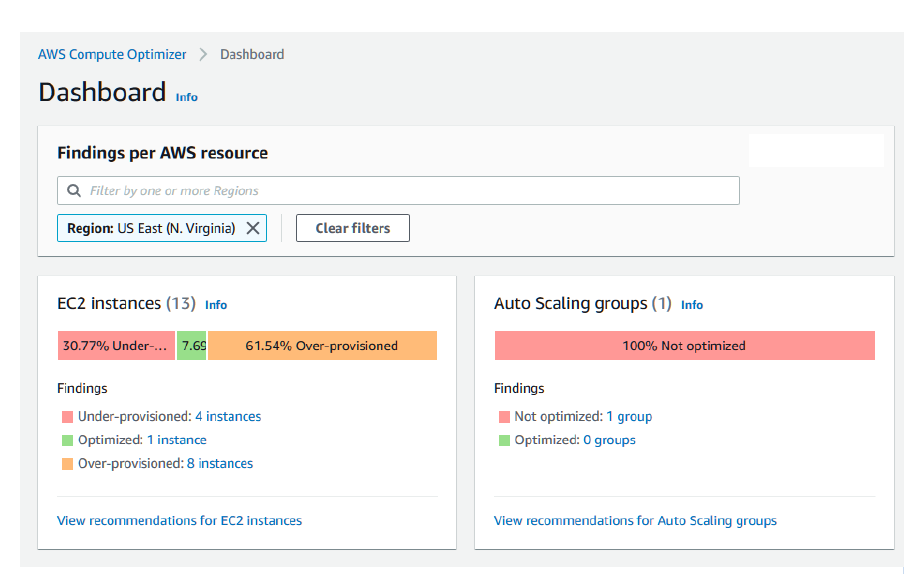 AWS Compute Optimizer > Dashboard
Dashboard Info
Findings per AWS resource
Filter by one or more Regions
Region: US East (N. Virginia) X Clear filters
EC2 instances (13) Info
30.77% Under-... 7.69 61.54% Over-provisioned
Findings
Under-provisioned: 4 instances
Optimized: 1 instance
Over-provisioned: 8 instances
View recommendations for EC2 instances
Auto Scaling groups (1) Info
100% Not optimized
Findings
Not optimized: 1 group
Optimized: 0 groups
View recommendations for Auto Scaling groups